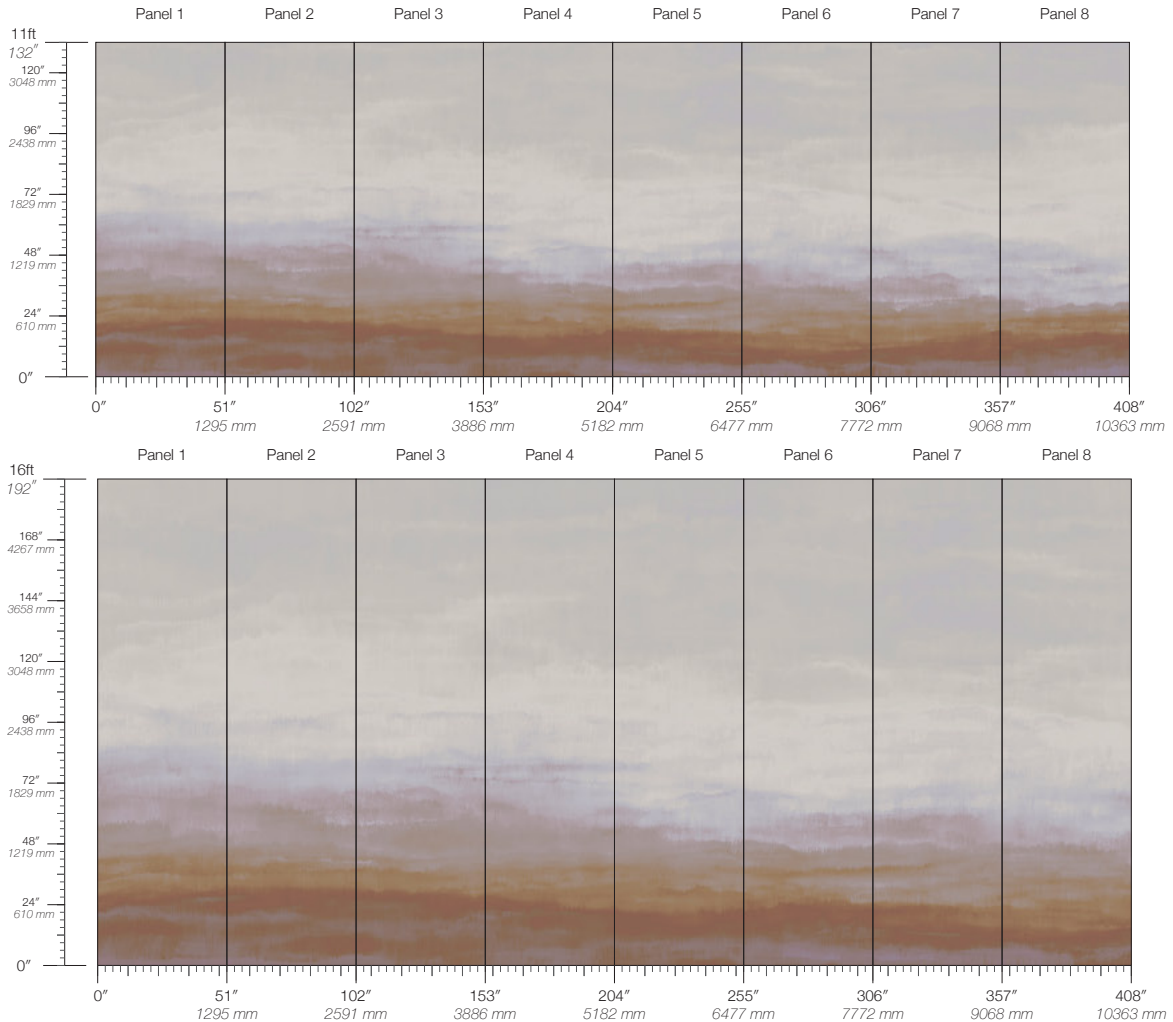 Panel 1 Panel 2 Panel 3 Panel 4 Panel 5 Panel 6 Panel 7 Panel 8
11ft
132″
120″
3048 mm
96″
2438 mm
72″
1829 mm
48″
1219 mm
24″
610 mm
0″
0″ 51″ 102″ 153″ 204″ 255″ 306″ 357″ 408″
1295 mm 2591 mm 3886 mm 5182 mm 6477 mm 7772 mm 9068 mm 10363 mm
Panel 1 Panel 2 Panel 3 Panel 4 Panel 5 Panel 6 Panel 7 Panel 8
16ft
192″
168″
4267 mm
144″
3658 mm
120″
3048 mm
96″
2438 mm
72″
1829 mm
48″
1219 mm
24″
610 mm
0″
0″ 51″ 102″ 153″ 204″ 255″ 306″ 357″ 408″
1295 mm 2591 mm 3886 mm 5182 mm 6477 mm 7772 mm 9068 mm 10363 mm